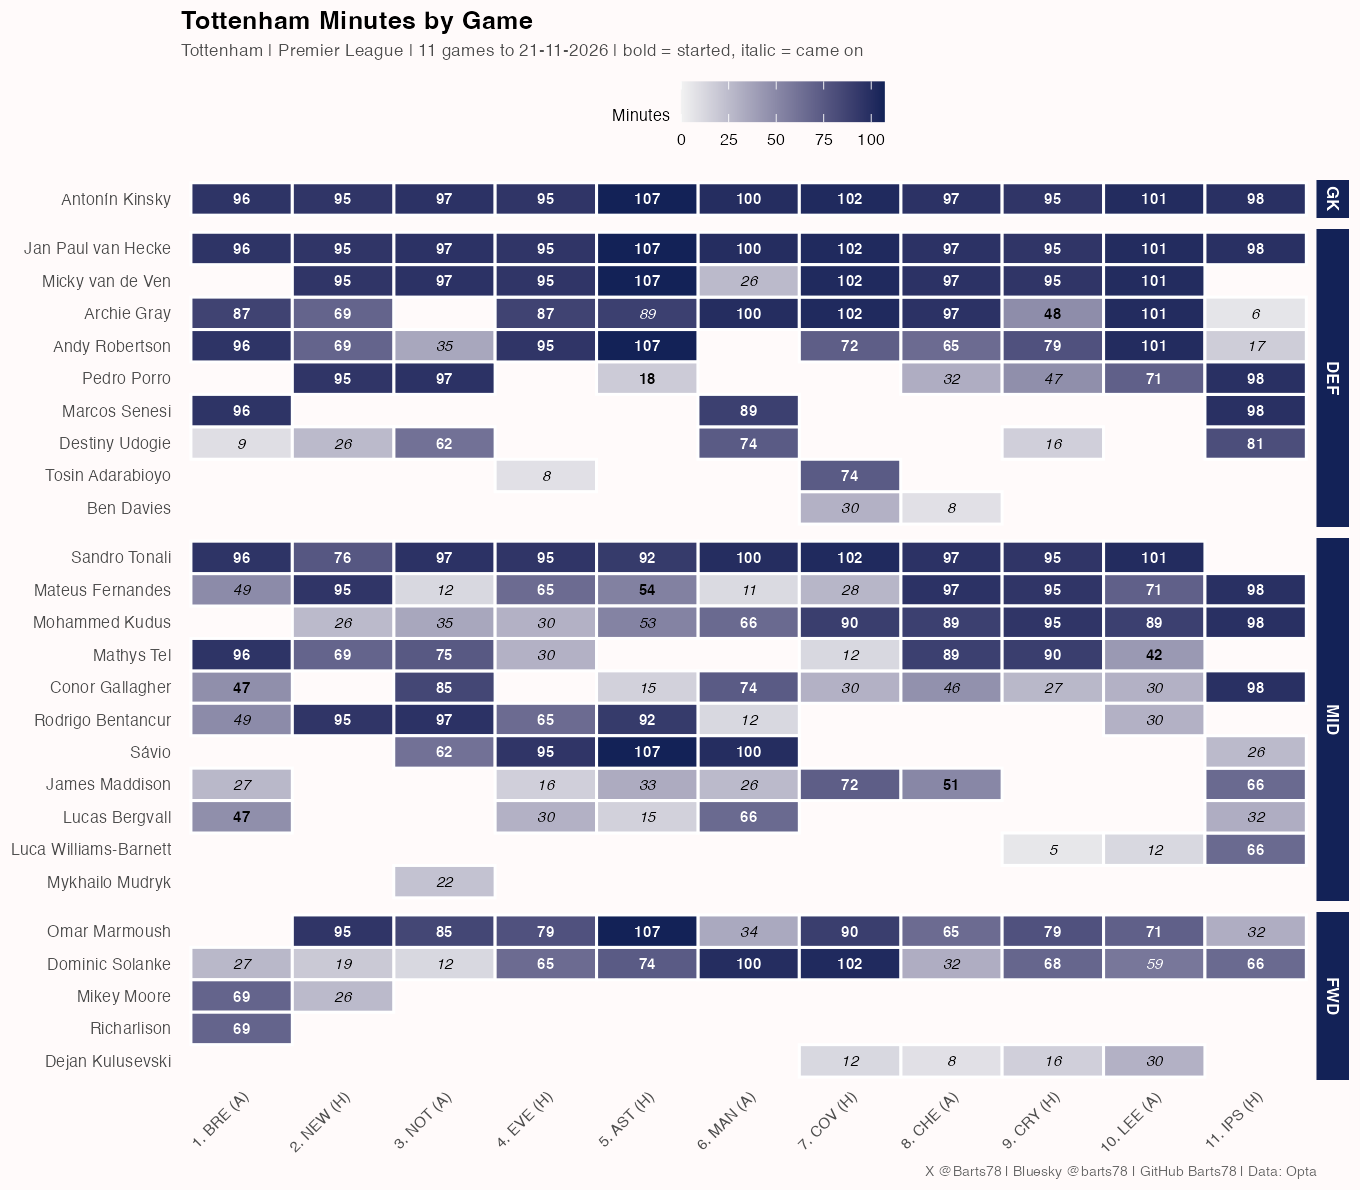 Tottenham Minutes by Game
Tottenham | Premier League | 11 games to 21-11-2026 | bold = started, italic = came on
Minutes
0 25 50 75 100
Antonín Kinsky 96 95 97 95 107 100 102 97 95 101 98
GK
Jan Paul van Hecke 96 95 97 95 107 100 102 97 95 101 98
Micky van de Ven 95 97 95 107 26 102 97 95 101
Archie Gray 87 69 87 89 100 102 97 48 101 6
Andy Robertson 96 69 35 95 107 72 65 79 101 17
Pedro Porro 95 97 18 32 47 71 98
Marcos Senesi 96 89 98
Destiny Udogie 9 26 62 74 16 81
Tosin Adarabioyo 8 74
Ben Davies 30 8
DEF
Sandro Tonali 96 76 97 95 92 100 102 97 95 101
Mateus Fernandes 49 95 12 65 54 11 28 97 95 71 98
Mohammed Kudus 26 35 30 53 66 90 89 95 89 98
Mathys Tel 96 69 75 30 12 89 90 42
Conor Gallagher 47 85 15 74 30 46 27 30 98
Rodrigo Bentancur 49 95 97 65 92 12 30
Sávio 62 95 107 100 26
James Maddison 27 16 33 26 72 51 66
Lucas Bergvall 47 30 15 66 32
Luca Williams-Barnett 5 12 66
Mykhailo Mudryk 22
MID
Omar Marmoush 95 85 79 107 34 90 65 79 71 32
Dominic Solanke 27 19 12 65 74 100 102 32 68 59 66
Mikey Moore 69 26
Richarlison 69
Dejan Kulusevski 12 8 16 30
FWD
1. BRE (A) 2. NEW (H) 3. NOT (A) 4. EVE (H) 5. AST (H) 6. MAN (A) 7. COV (H) 8. CHE (A) 9. CRY (H) 10. LEE (A) 11. IPS (H)
X @Barts78 | Bluesky @barts78 | GitHub Barts78 | Data: Opta